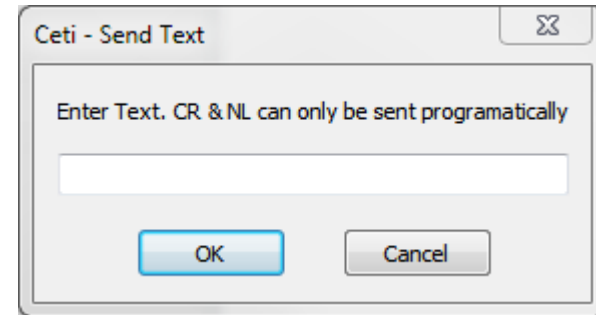 Ceti - Send Text
Enter Text. CR & NL can only be sent programatically
OK
Cancel